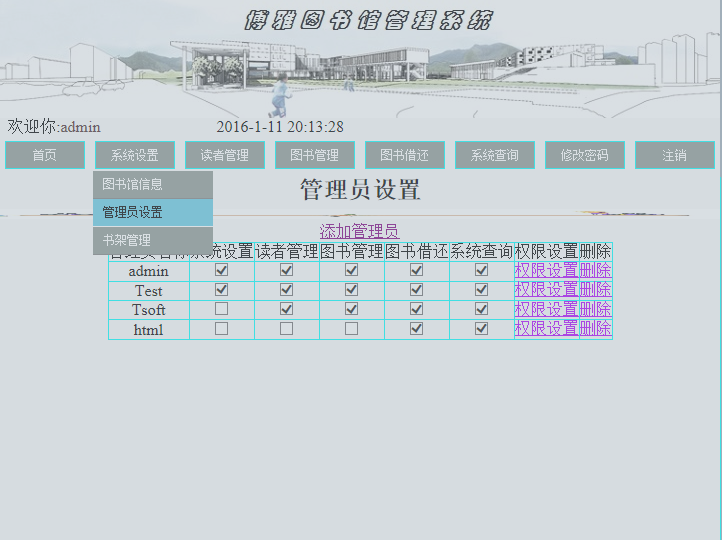 博雅图书馆管理系统
欢迎你:admin 2016-1-11 20:13:28
首页 系统设置 读者管理 图书管理 图书借还 系统查询 修改密码 注销
图书馆信息
管理员设置
书架管理
管理员设置
添加管理员
管理员名称 系统设置 读者管理 图书管理 图书借还 系统查询 权限设置 删除
admin 权限设置 删除
Test 权限设置 删除
Tsoft 权限设置 删除
html 权限设置 删除